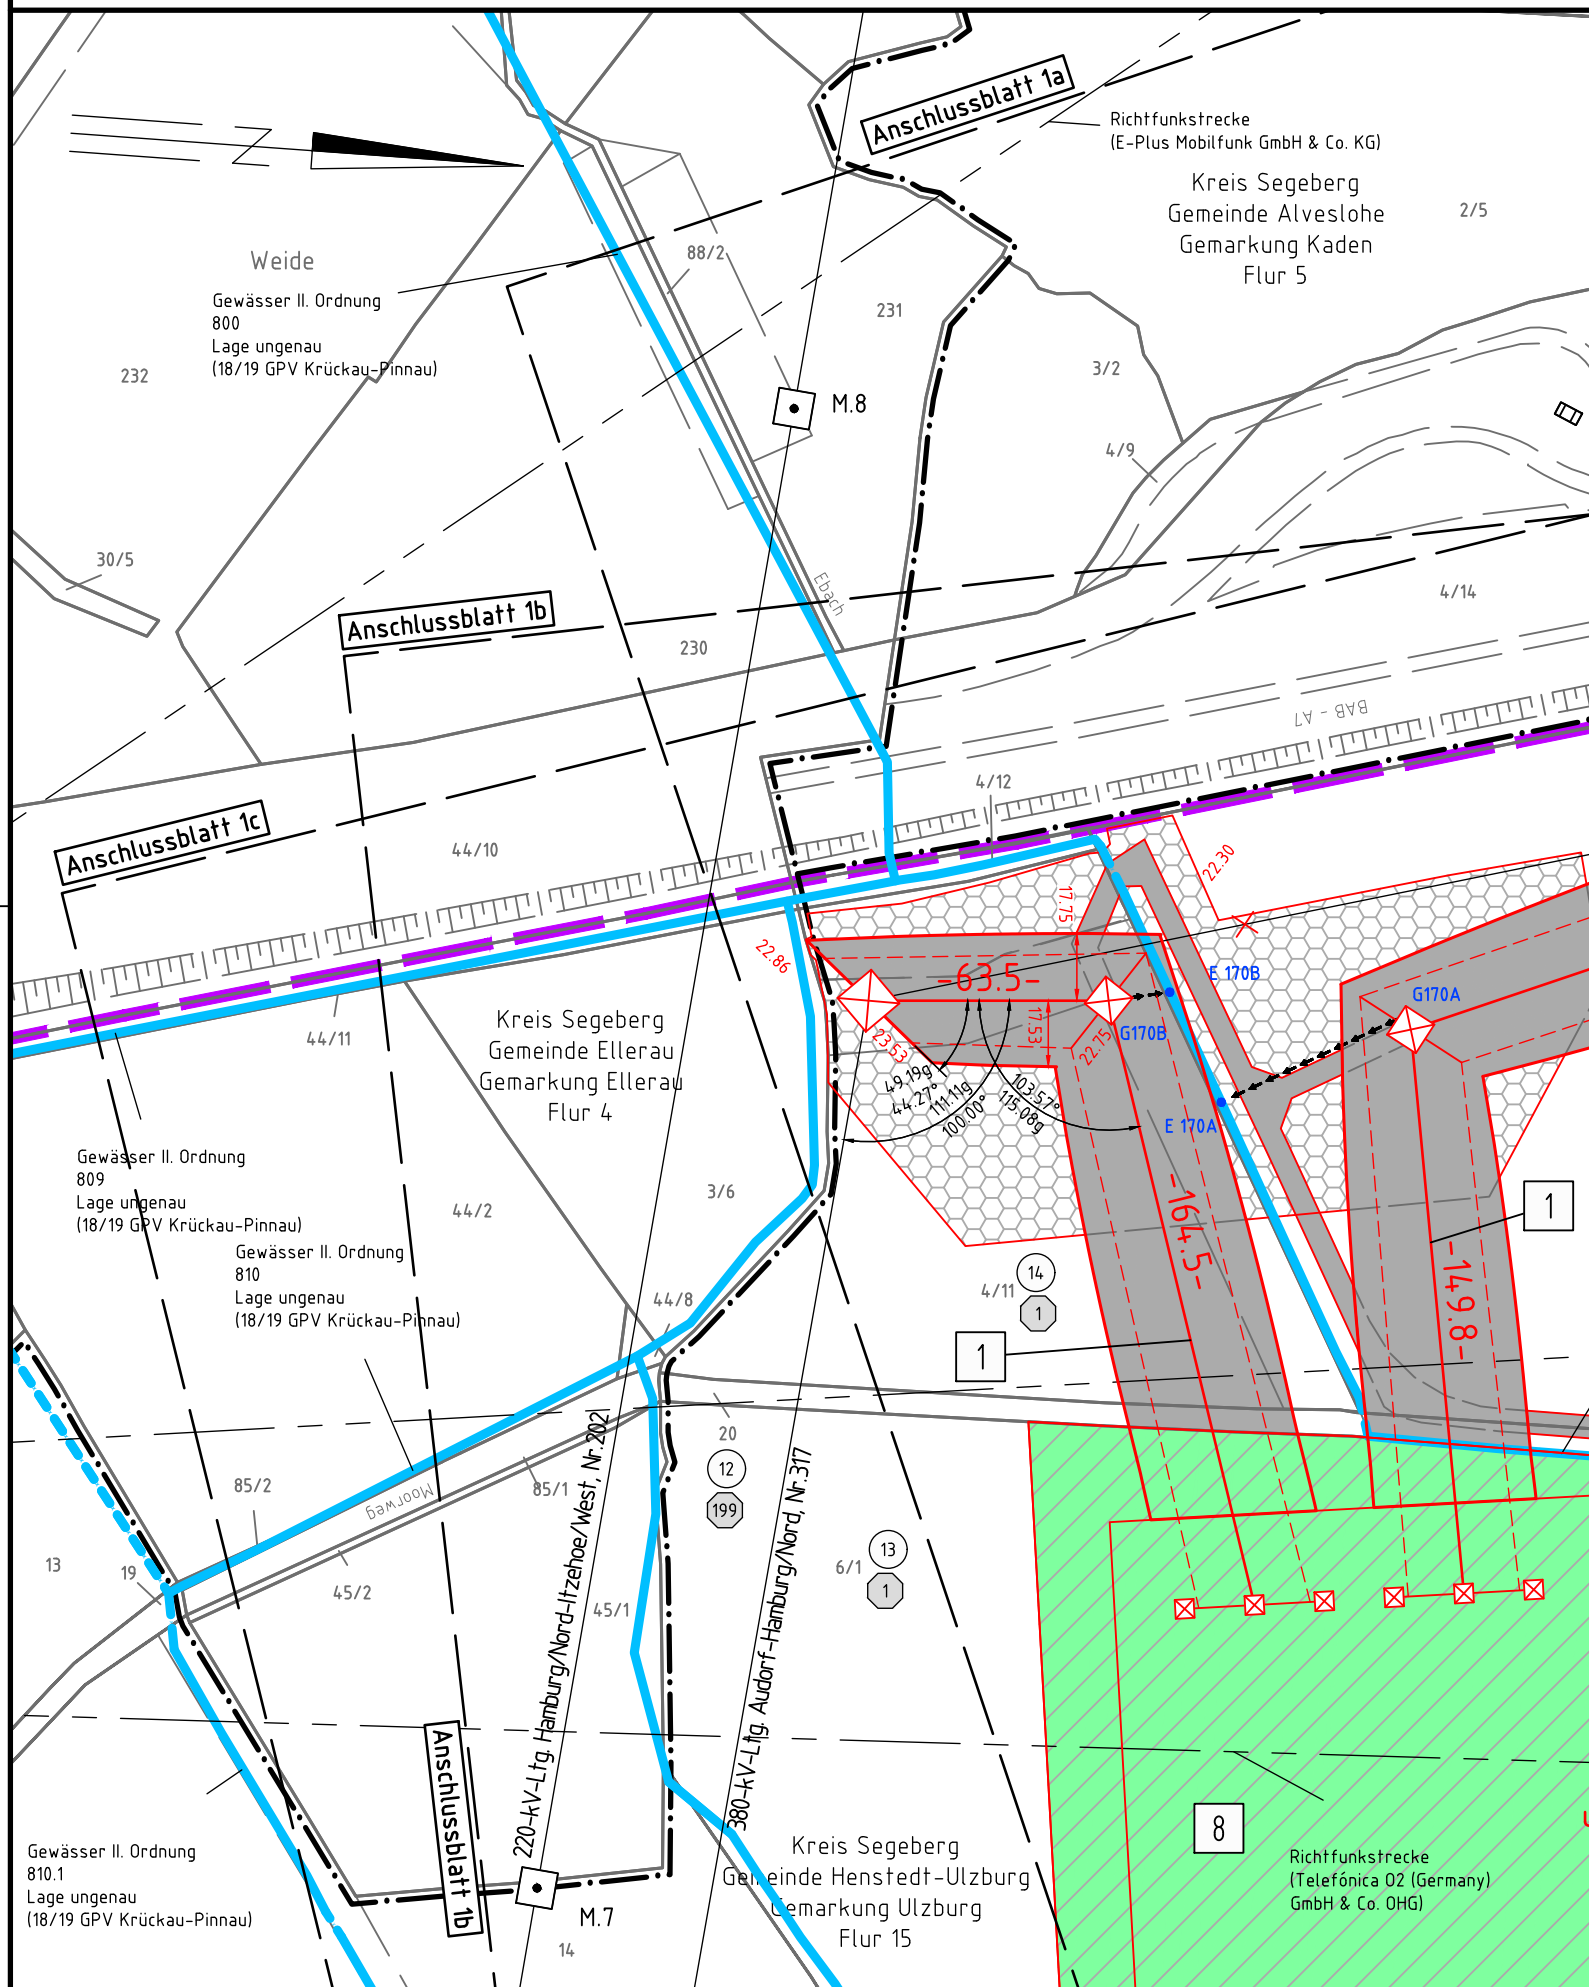 Anschlussblatt 1a
Richtfunkstrecke
(E-Plus Mobilfunk GmbH & Co. KG)
Kreis Segeberg
Gemeinde Alveslohe
Gemarkung Kaden
Flur 5
2/5
Weide
88/2
Gewässer II. Ordnung
800
Lage ungenau
(18/19 GPV Krückau-Pinnau)
231
232
3/2
M.8
4/9
30/5
Ebach
4/14
Anschlussblatt 1b
230
BAB - A7
4/12
Anschlussblatt 1c
44/10
22.30
17.75
22.86
-63.5-
E 170B
G170A
44/11
Kreis Segeberg
Gemeinde Ellerau
Gemarkung Ellerau
Flur 4
23.53
17.53
22.75
G170B
49.19g
44.27°
111.11g
100.00°
103.57°
115.08g
E 170A
Gewässer II. Ordnung
809
Lage ungenau
(18/19 GPV Krückau-Pinnau)
44/2
3/6
-164.5-
1
Gewässer II. Ordnung
810
Lage ungenau
(18/19 GPV Krückau-Pinnau)
14
4/11
1
44/8
-149.8-
1
20
12
199
85/2
85/1
Moorweg
220-kV-Ltg. Hamburg/Nord-Itzehoe/West, Nr.202
380-kV-Ltg. Audorf-Hamburg/Nord, Nr.317
13
19
45/2
45/1
13
6/1
1
Anschlussblatt 1b
8
Gewässer II. Ordnung
810.1
Lage ungenau
(18/19 GPV Krückau-Pinnau)
M.7
14
Kreis Segeberg
Gemeinde Henstedt-Ulzburg
Gemarkung Ulzburg
Flur 15
Richtfunkstrecke
(Telefónica O2 (Germany)
GmbH & Co. OHG)